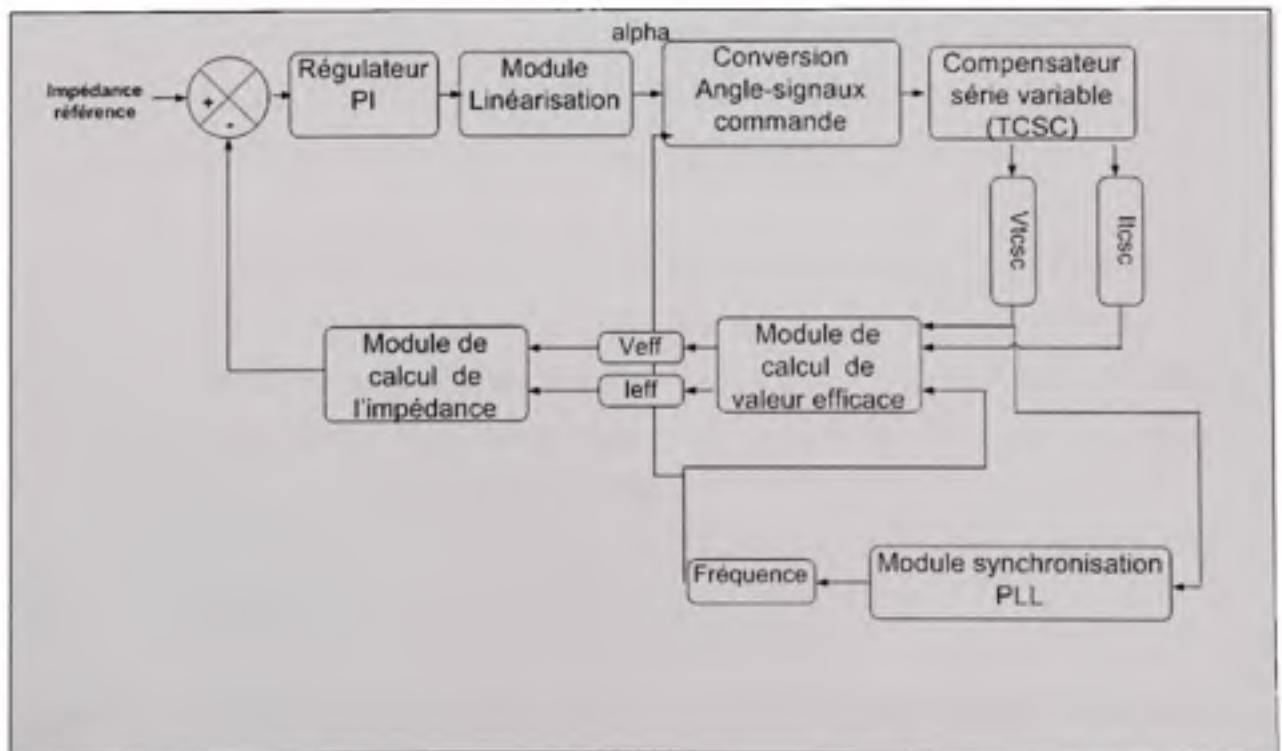 alpha
Impédance
référence
+
-
Régulateur
PI
Module
Linéarisation
Conversion
Angle-signaux
commande
Compensateur
série variable
(TCSC)
Vtcsc
Itcsc
Module de
calcul de
l'impédance
Veff
Ieff
Module de
calcul de
valeur efficace
Fréquence
Module synchronisation
PLL